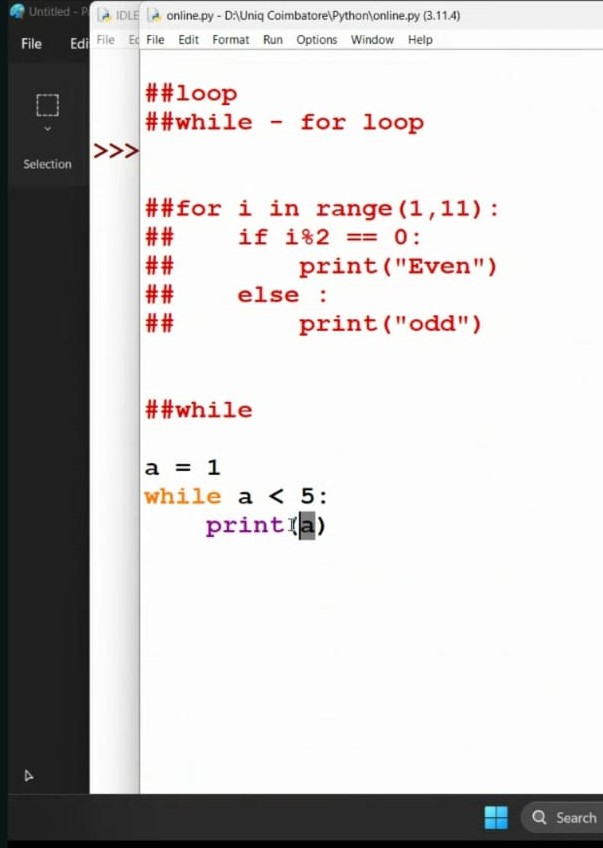 Untitled - P
IDLE
online.py - D:\Uniq Coimbatore\Python\online.py (3.11.4)
File Edi
File Ed
File Edit Format Run Options Window Help
Selection
>>>
##loop
##while - for loop
##for i in range(1,11):
##    if i%2 == 0:
##        print("Even")
##    else :
##        print("odd")
##while
a = 1
while a < 5:
    print(a)
Search